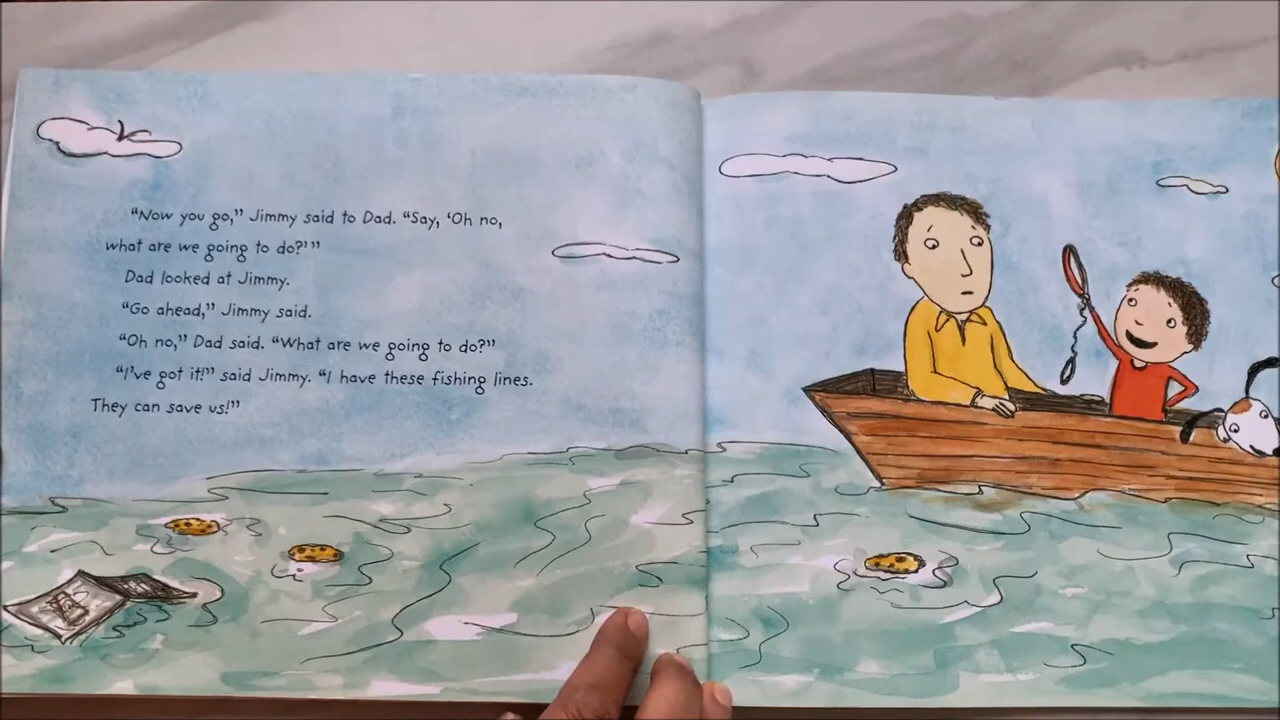 “Now you go,” Jimmy said to Dad. “Say, ‘Oh no,
what are we going to do?’”
Dad looked at Jimmy.
“Go ahead,” Jimmy said.
“Oh no,” Dad said. “What are we going to do?”
“I’ve got it!” said Jimmy. “I have these fishing lines.
They can save us!”